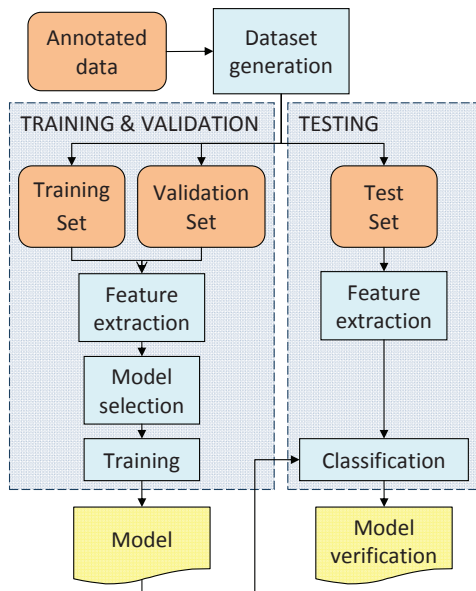 Annotated
data
Dataset
generation
TRAINING & VALIDATION
TESTING
Training
Set
Validation
Set
Test
Set
Feature
extraction
Feature
extraction
Model
selection
Training
Classification
Model
Model
verification